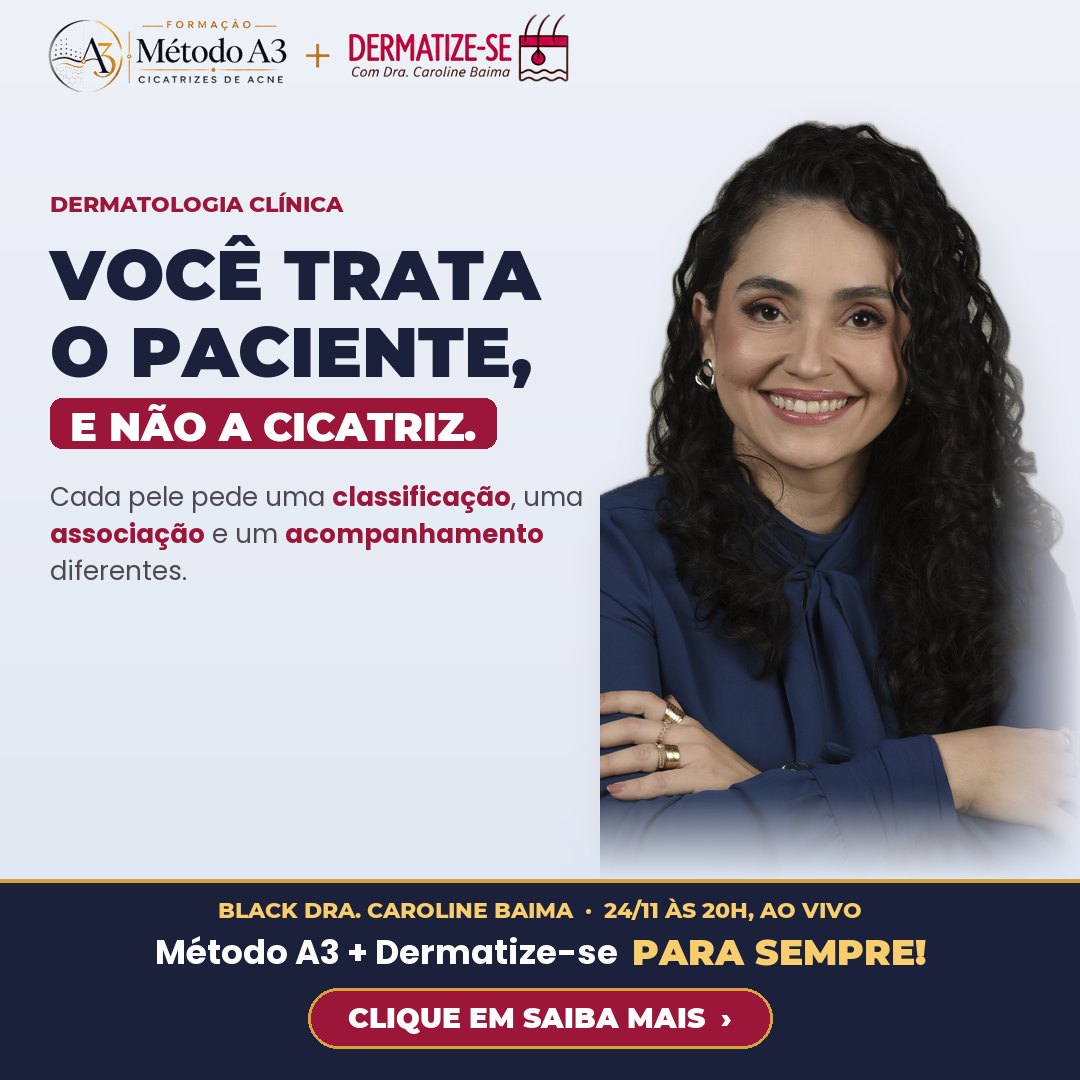 FORMAÇÃO
A3 Método A3
CICATRIZES DE ACNE
+
DERMATIZE-SE
Com Dra. Caroline Baima
DERMATOLOGIA CLÍNICA
VOCÊ TRATA
O PACIENTE,
E NÃO A CICATRIZ.
Cada pele pede uma classificação, uma
associação e um acompanhamento
diferentes.
BLACK DRA. CAROLINE BAIMA • 24/11 ÀS 20H, AO VIVO
Método A3 + Dermatize-se PARA SEMPRE!
CLIQUE EM SAIBA MAIS ›